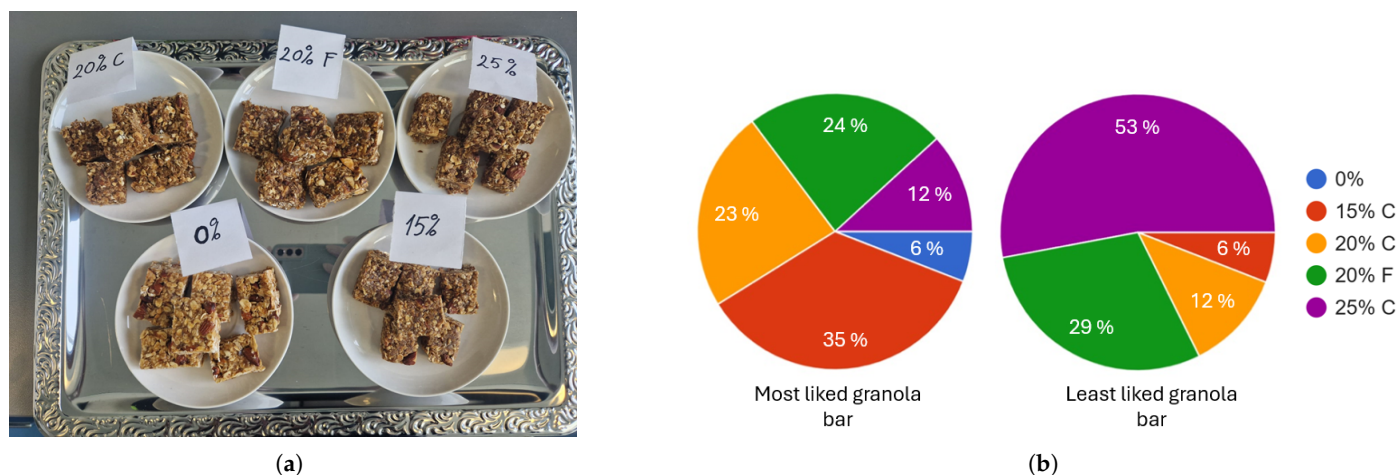 20% C
20% F
25%
0%
15%
(a)
24 %
12 %
23 %
6 %
35 %
Most liked granola
bar
53 %
6 %
12 %
29 %
Least liked granola
bar
0%
15% C
20% C
20% F
25% C
(b)